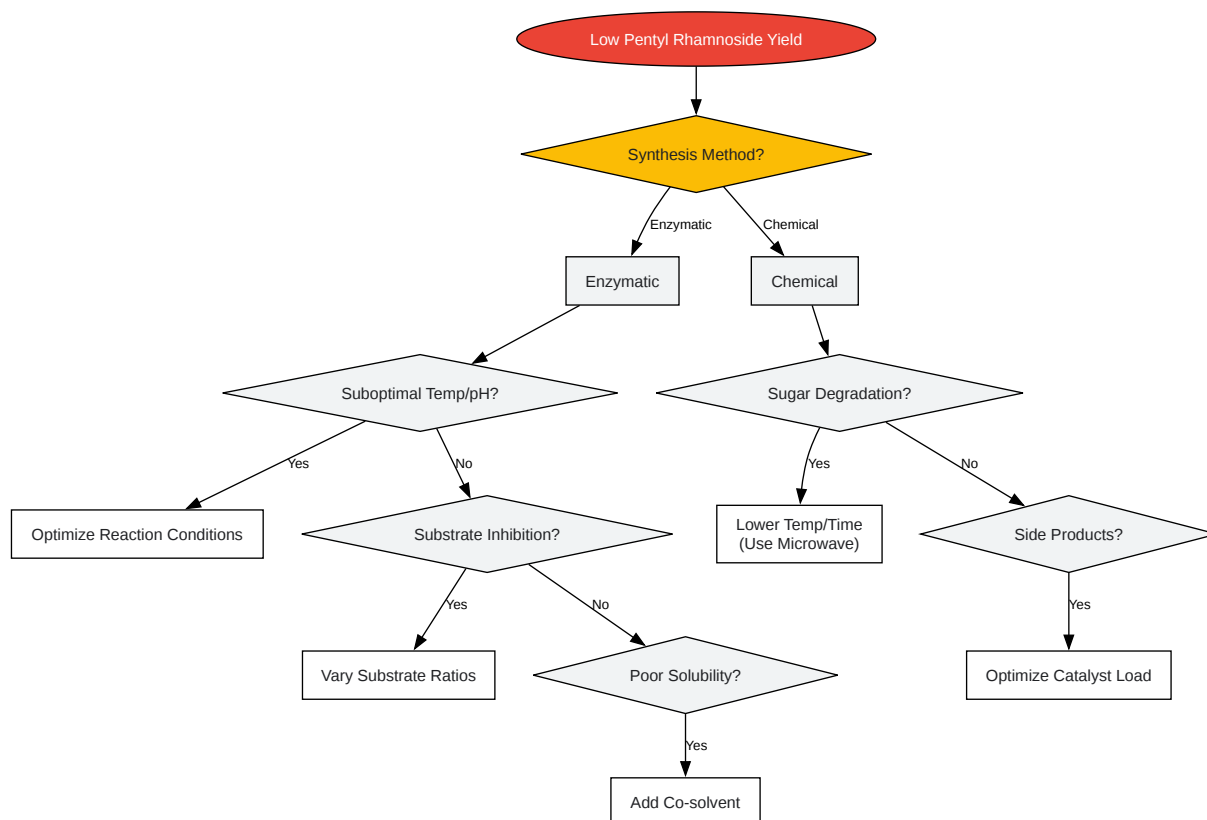 Low Pentyl Rhamnoside Yield
Synthesis Method?
Enzymatic
Chemical
Enzymatic
Chemical
Suboptimal Temp/pH?
Sugar Degradation?
Yes
No
Yes
No
Optimize Reaction Conditions
Substrate Inhibition?
Lower Temp/Time
(Use Microwave)
Side Products?
Yes
No
Yes
Vary Substrate Ratios
Poor Solubility?
Optimize Catalyst Load
Yes
Add Co-solvent